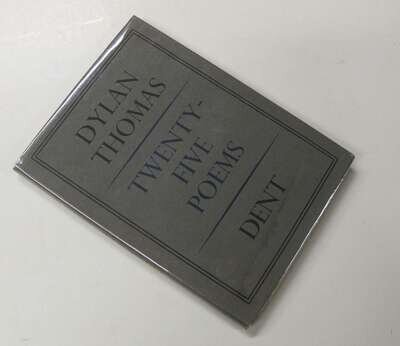 DYLAN
THOMAS
TWENTY-
FIVE
POEMS
DENT